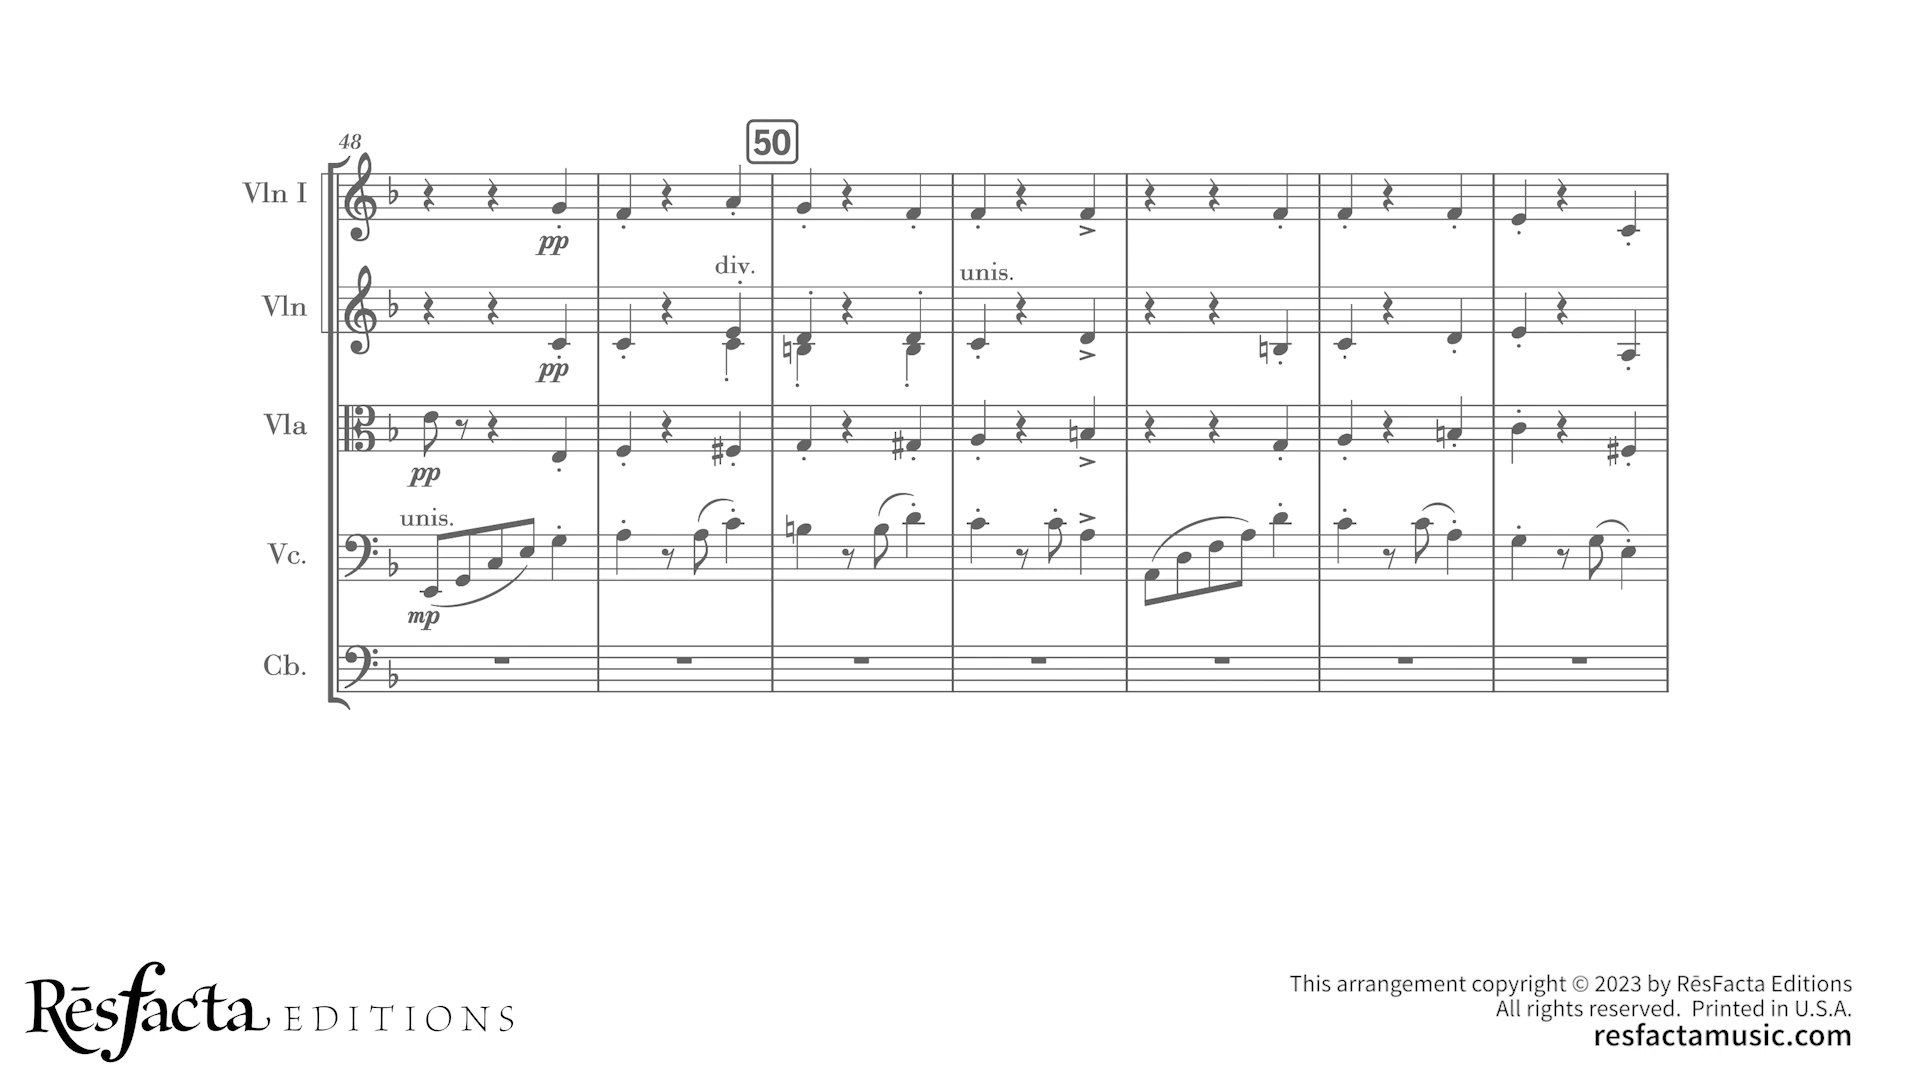 48
50
Vln I
pp
div.
unis.
Vln
pp
Vla
pp
unis.
Vc.
mp
Cb.
RēsFacta EDITIONS
This arrangement copyright © 2023 by RēsFacta Editions
All rights reserved. Printed in U.S.A.
resfactamusic.com